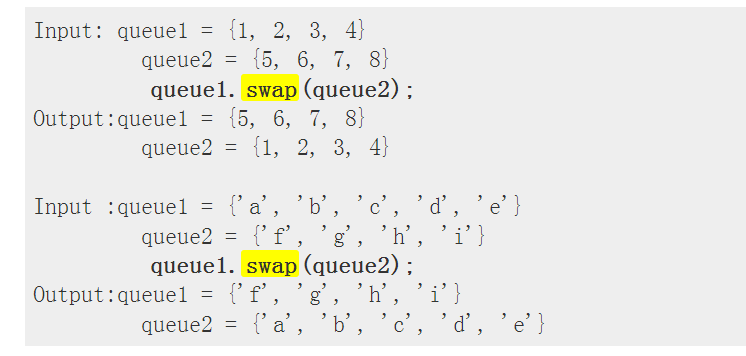 Input: queue1 = {1, 2, 3, 4}
queue2 = {5, 6, 7, 8}
queue1.swap(queue2);
Output:queue1 = {5, 6, 7, 8}
queue2 = {1, 2, 3, 4}
Input :queue1 = {'a', 'b', 'c', 'd', 'e'}
queue2 = {'f', 'g', 'h', 'i'}
queue1.swap(queue2);
Output:queue1 = {'f', 'g', 'h', 'i'}
queue2 = {'a', 'b', 'c', 'd', 'e'}